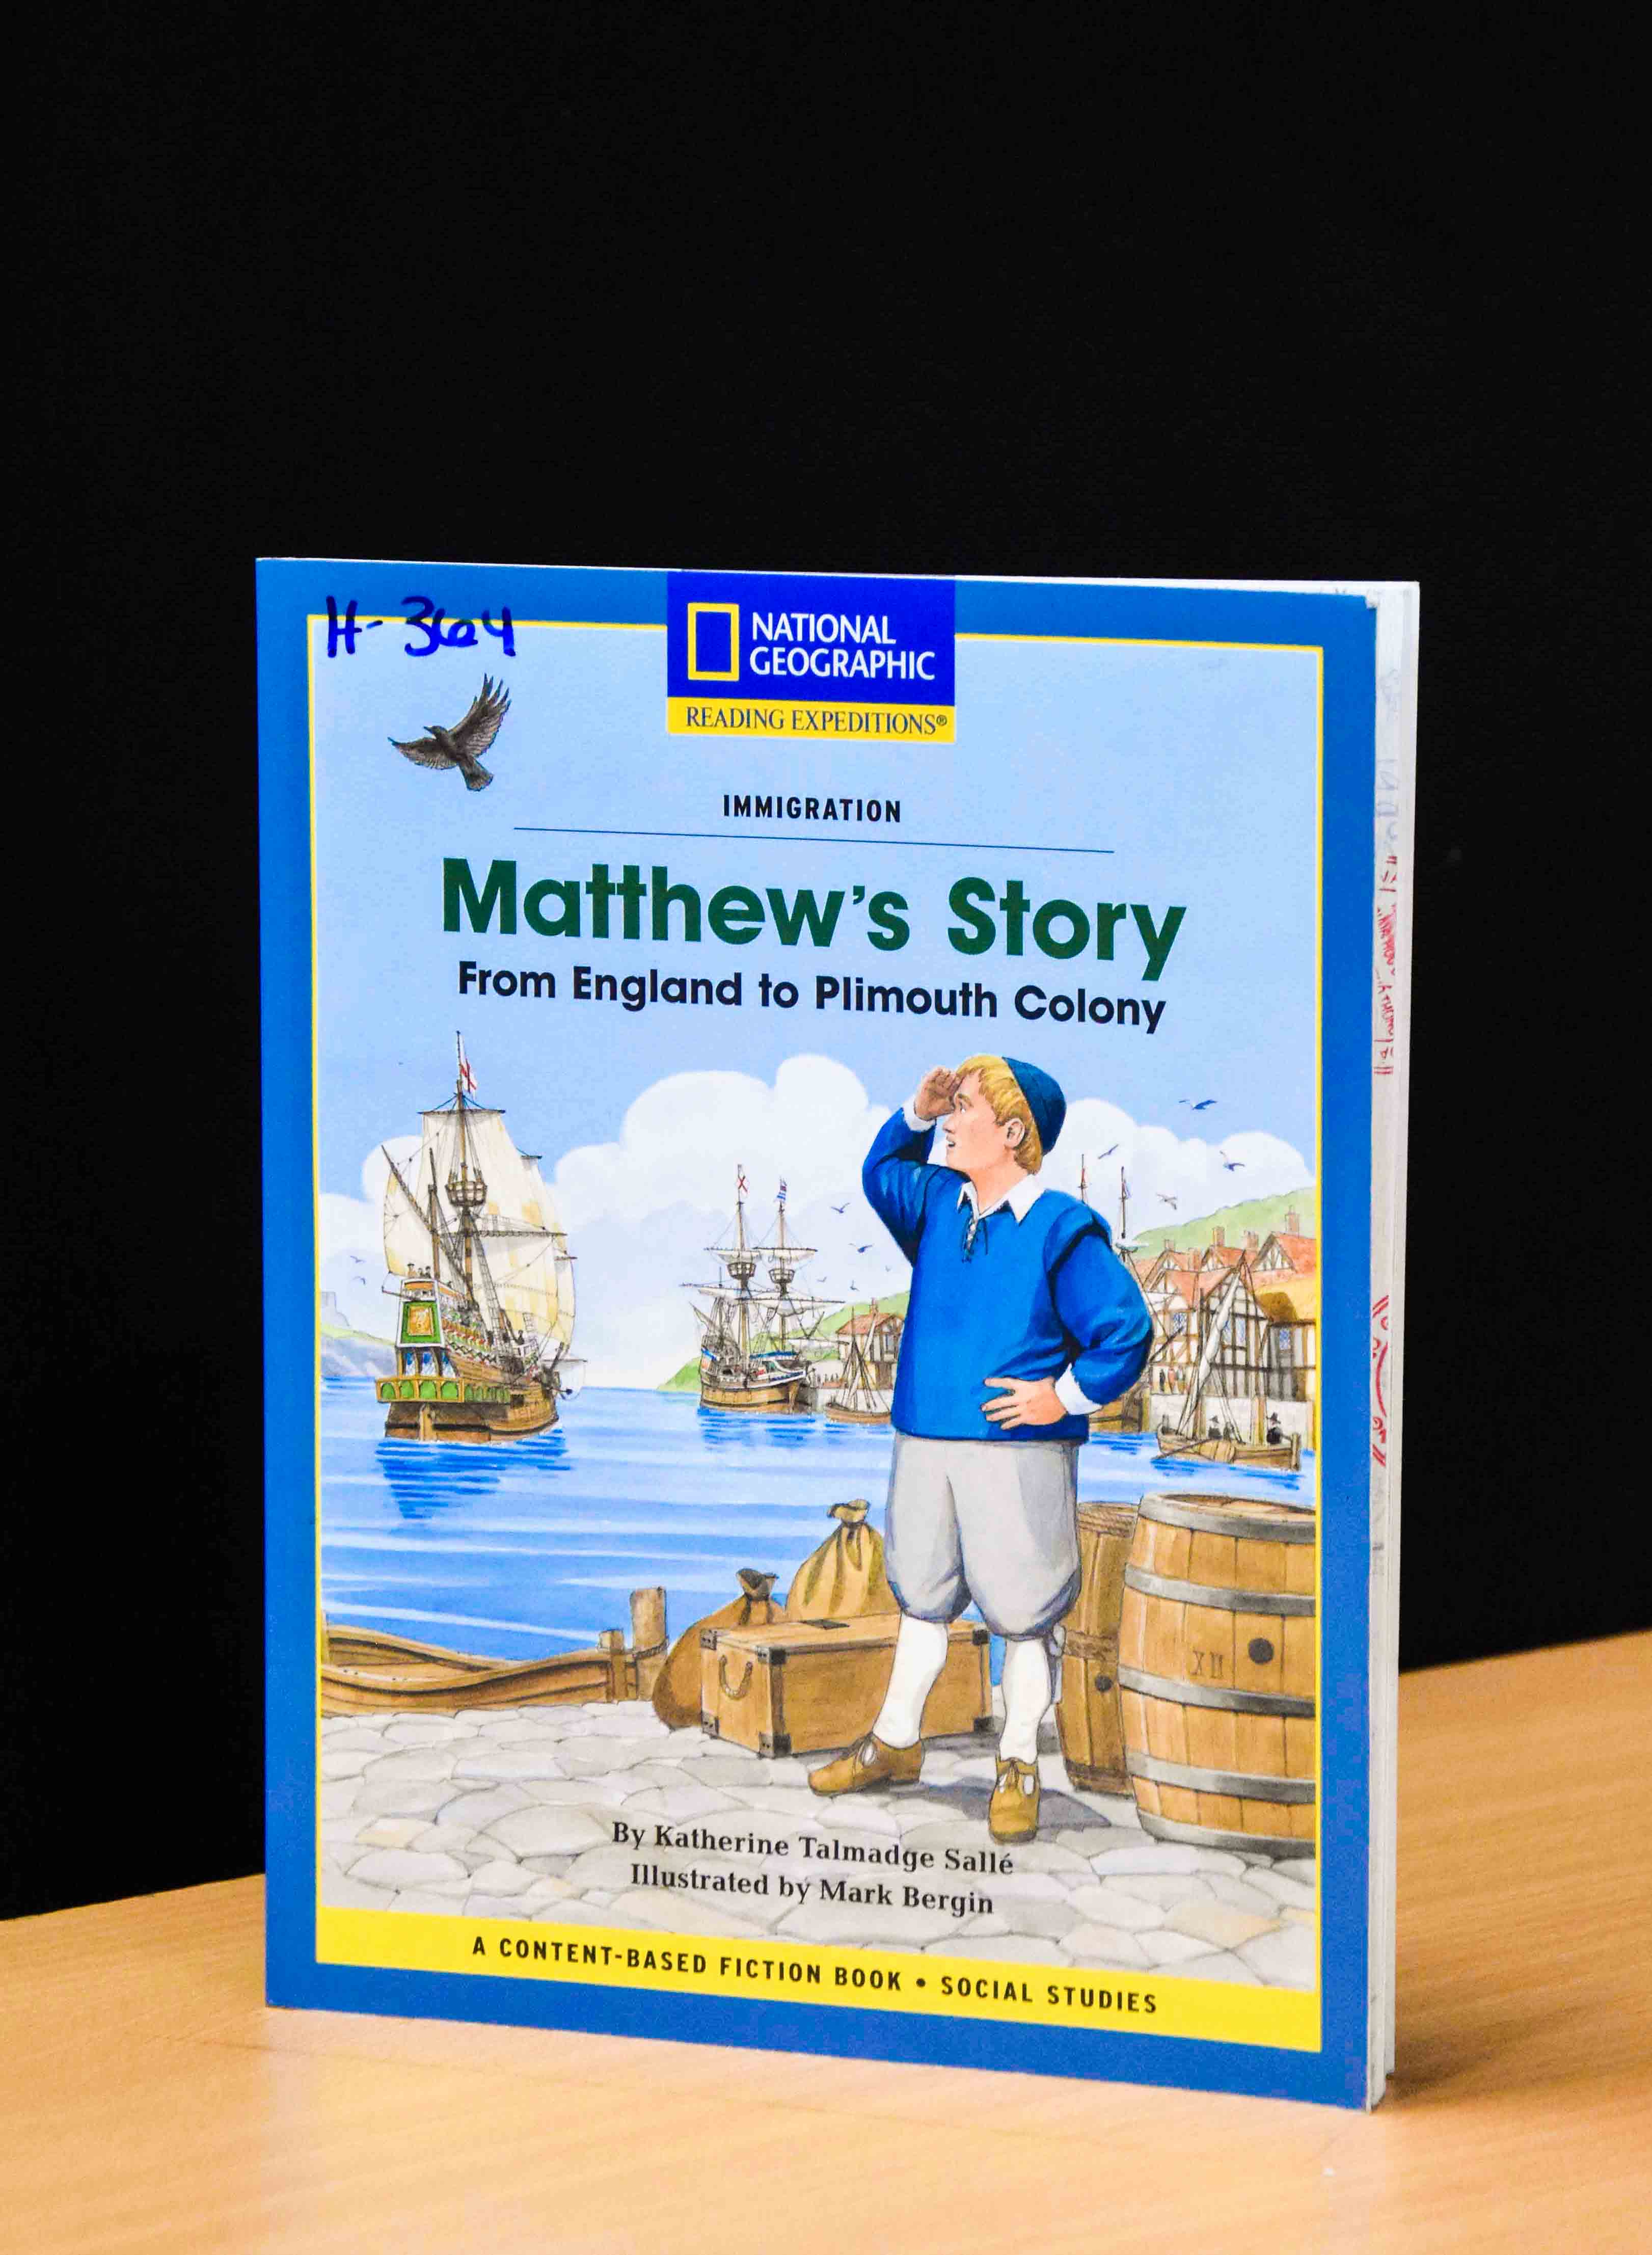 H-364
NATIONAL
GEOGRAPHIC
READING EXPEDITIONS®
IMMIGRATION
Matthew's Story
From England to Plimouth Colony
XII
By Katherine Talmadge Sallé
Illustrated by Mark Bergin
A CONTENT-BASED FICTION BOOK • SOCIAL STUDIES